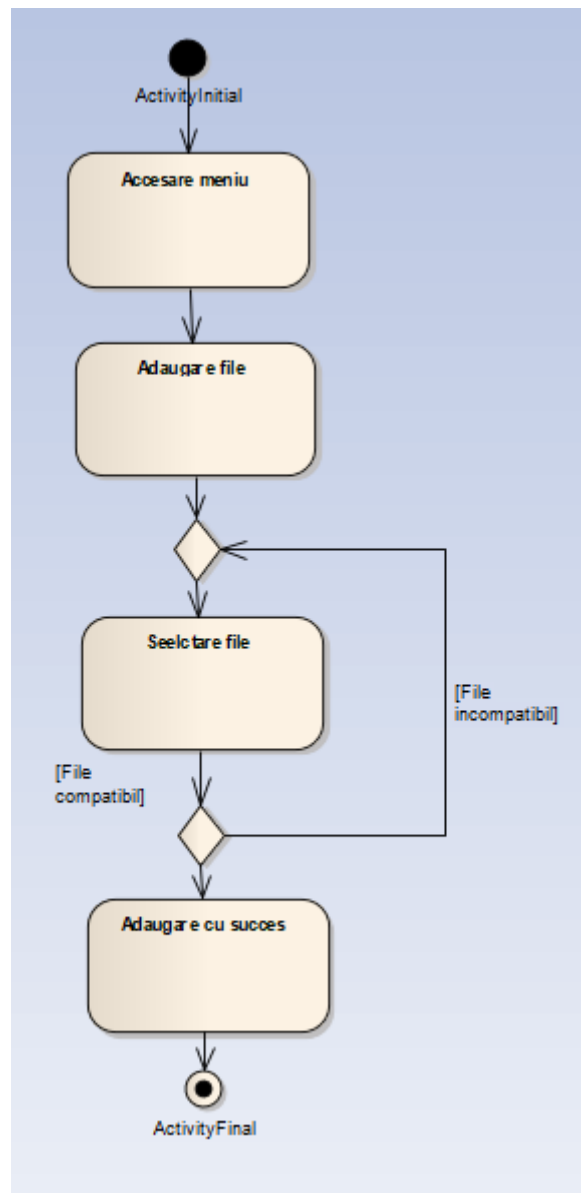 ActivityInitial
Accesare meniu
Adaugare file
Seelctare file
[File
incompatibil]
[File
compatibil]
Adaugare cu succes
ActivityFinal